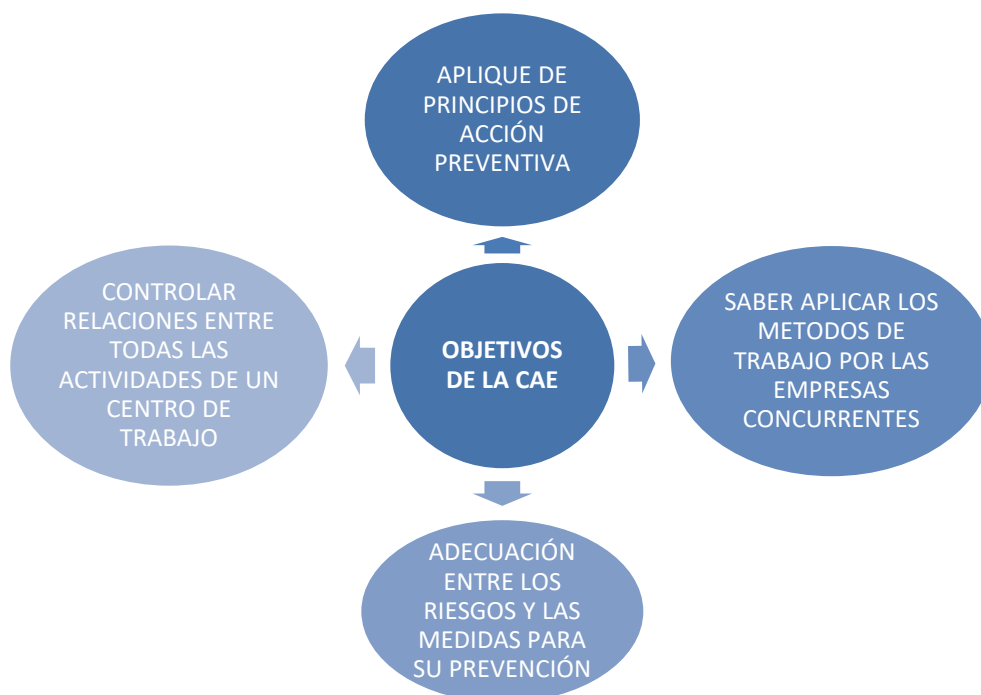 APLIQUE DE
PRINCIPIOS DE
ACCIÓN
PREVENTIVA
CONTROLAR
RELACIONES ENTRE
TODAS LAS
ACTIVIDADES DE UN
CENTRO DE
TRABAJO
OBJETIVOS
DE LA CAE
SABER APLICAR LOS
METODOS DE
TRABAJO POR LAS
EMPRESAS
CONCURRENTES
ADECUACIÓN
ENTRE LOS
RIESGOS Y LAS
MEDIDAS PARA
SU PREVENCIÓN